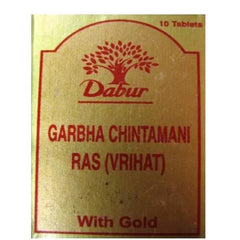 10 Tablets
Dabur
GARBHA CHINTAMANI
RAS (VRIHAT)
With Gold